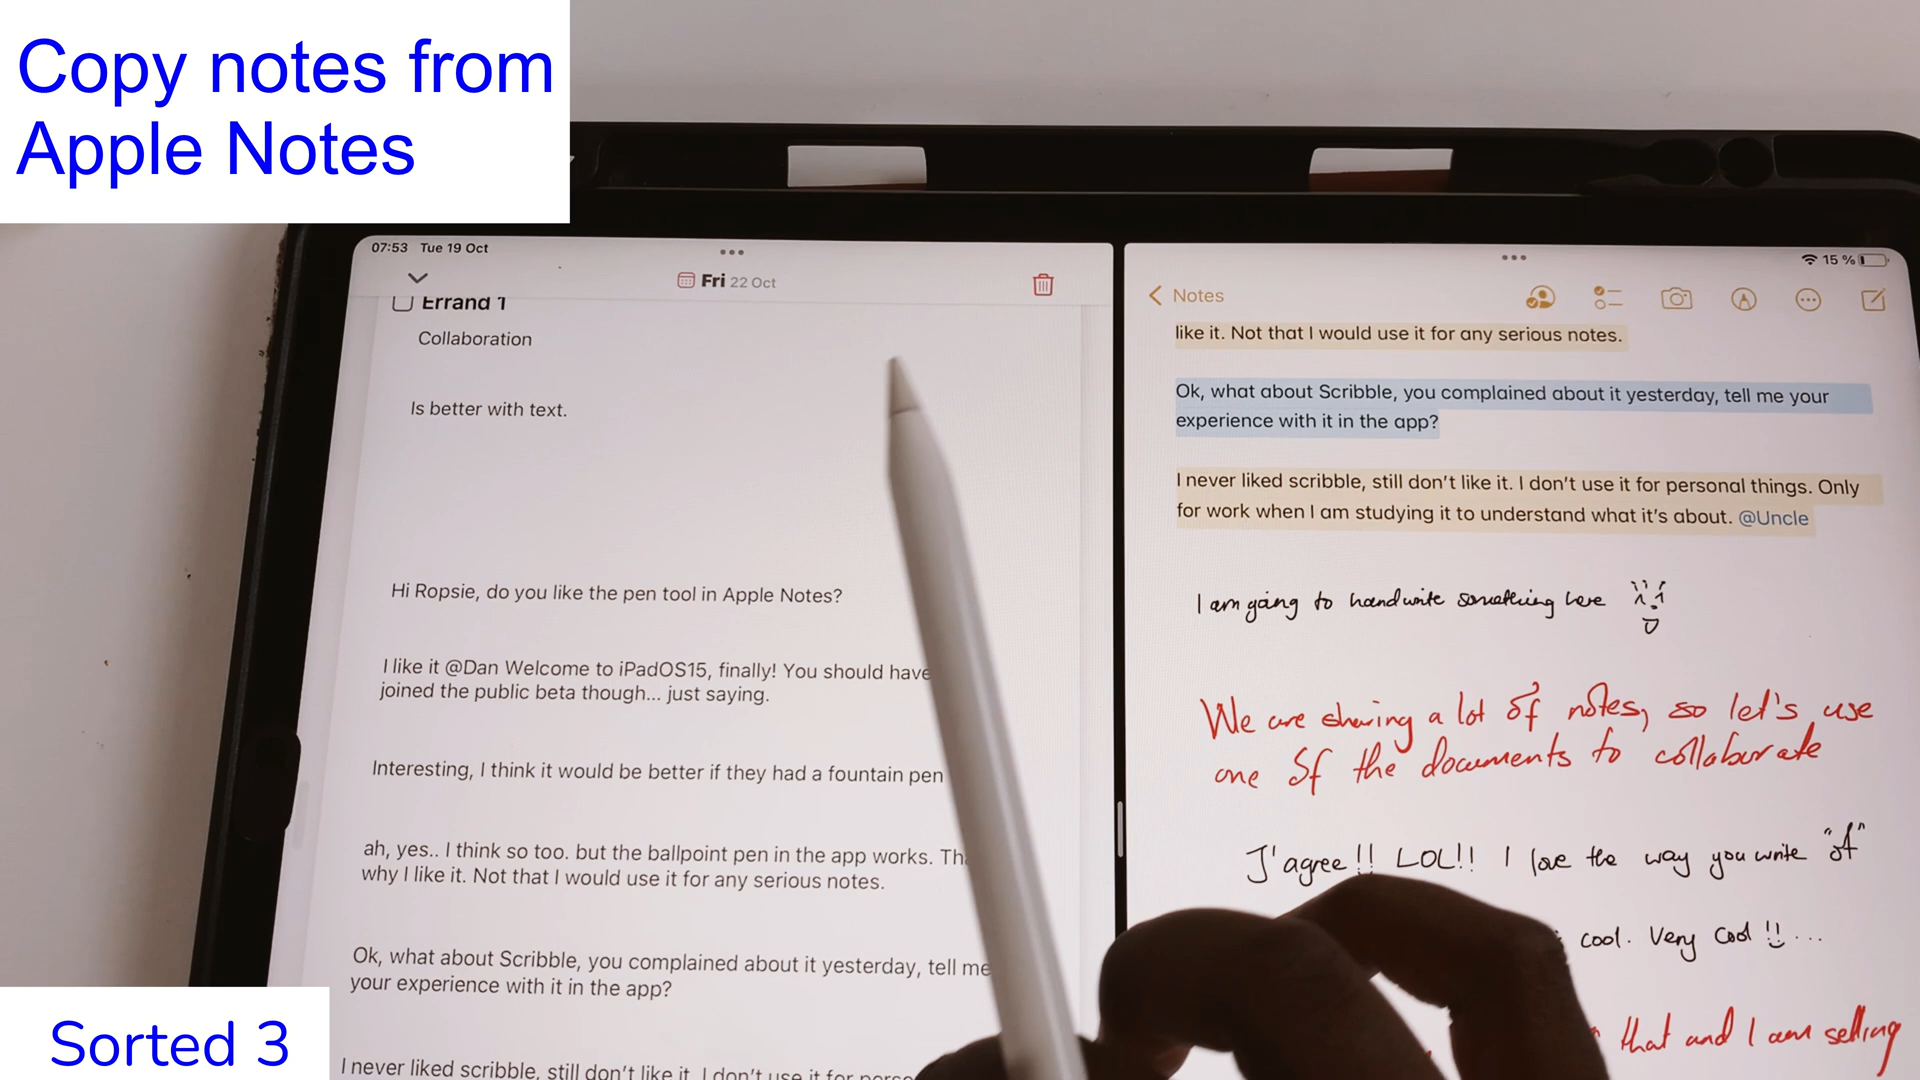 Copy notes from
Apple Notes
07:53 Tue 19 Oct
Fri 22 Oct
Errand 1
Collaboration
Is better with text.
Hi Ropsie, do you like the pen tool in Apple Notes?
I like it @Dan Welcome to iPadOS15, finally! You should have
joined the public beta though... just saying.
Interesting, I think it would be better if they had a fountain pen
ah, yes.. I think so too. but the ballpoint pen in the app works.
why I like it. Not that I would use it for any serious notes.
Ok, what about Scribble, you complained about it yesterday, tell me
your experience with it in the app?
I never liked scribble, still don't like it. I don't use it for
15 %
Notes
like it. Not that I would use it for any serious notes.
Ok, what about Scribble, you complained about it yesterday, tell me your
experience with it in the app?
I never liked scribble, still don't like it. I don't use it for personal things. Only
for work when I am studying it to understand what it's about. @Uncle
I am going to handwrite something here
We are sharing a lot of notes, so let's use
one of the documents to collaborate
J'agree!! LOL!! I love the way you write "of"
cool. Very cool !!...
that and I am selling
Sorted 3